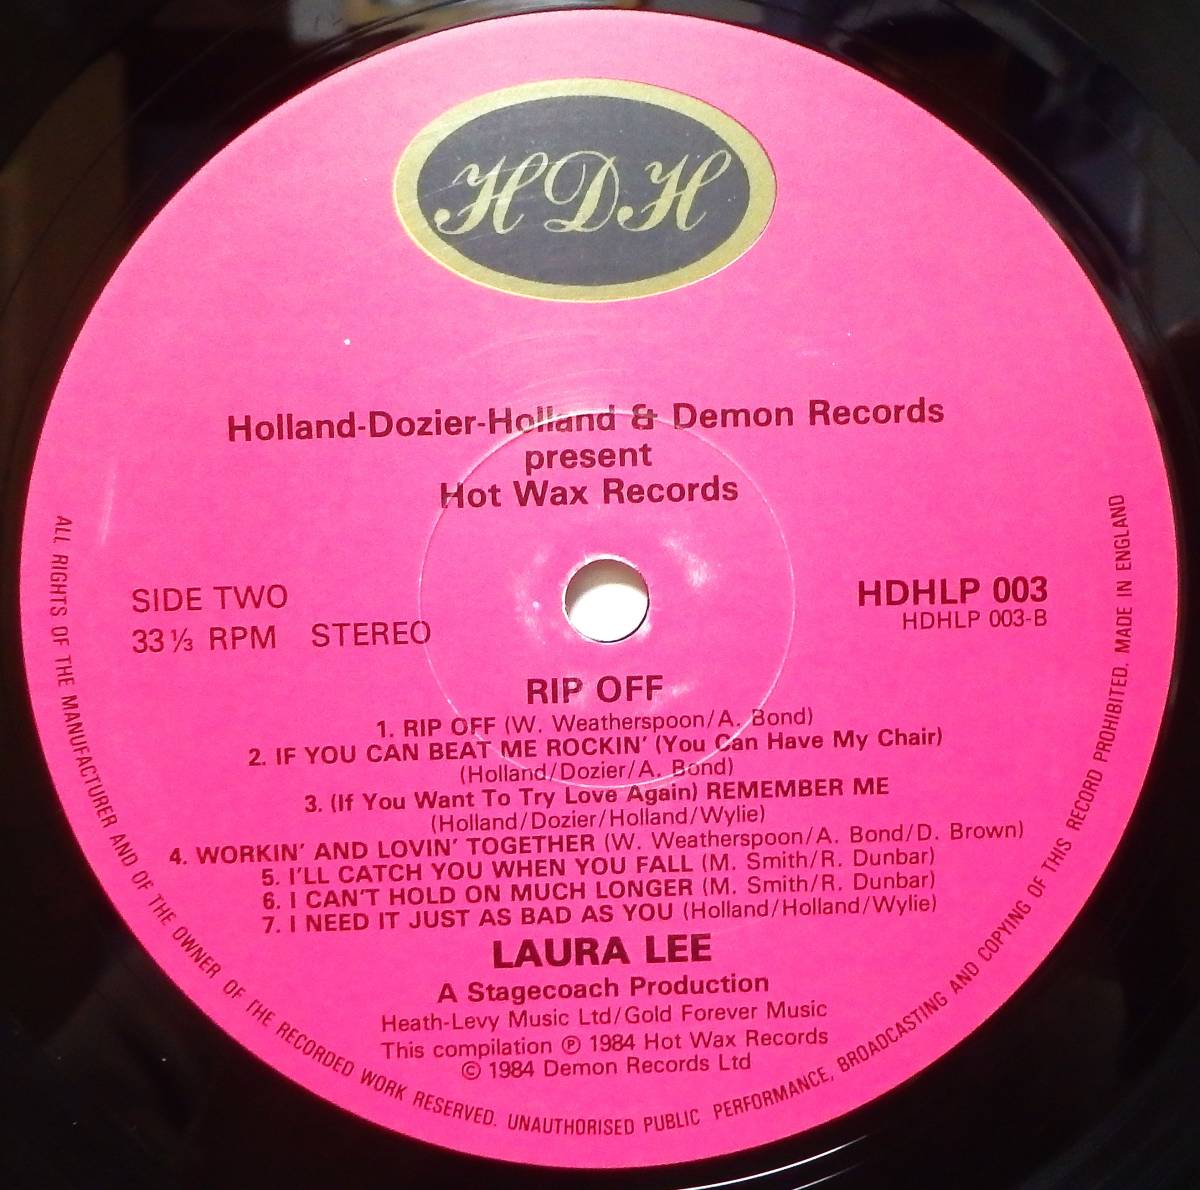 HDH
Holland-Dozier-Holland & Demon Records
present
Hot Wax Records
SIDE TWO
33 ⅓ RPM STEREO
HDHLP 003
HDHLP 003-B
RIP OFF
1. RIP OFF (W. Weatherspoon/A. Bond)
2. IF YOU CAN BEAT ME ROCKIN' (You Can Have My Chair)
(Holland/Dozier/A. Bond)
3. (If You Want To Try Love Again) REMEMBER ME
(Holland/Dozier/Holland/Wylie)
4. WORKIN' AND LOVIN' TOGETHER (W. Weatherspoon/A. Bond/D. Brown)
5. I'LL CATCH YOU WHEN YOU FALL (M. Smith/R. Dunbar)
6. I CAN'T HOLD ON MUCH LONGER (M. Smith/R. Dunbar)
7. I NEED IT JUST AS BAD AS YOU (Holland/Holland/Wylie)
LAURA LEE
A Stagecoach Production
Heath-Levy Music Ltd/Gold Forever Music
This compilation ℗ 1984 Hot Wax Records
© 1984 Demon Records Ltd
ALL RIGHTS OF THE MANUFACTURER AND OF THE OWNER OF THE RECORDED WORK RESERVED. UNAUTHORISED PUBLIC PERFORMANCE, BROADCASTING AND COPYING OF THIS RECORD PROHIBITED. MADE IN ENGLAND